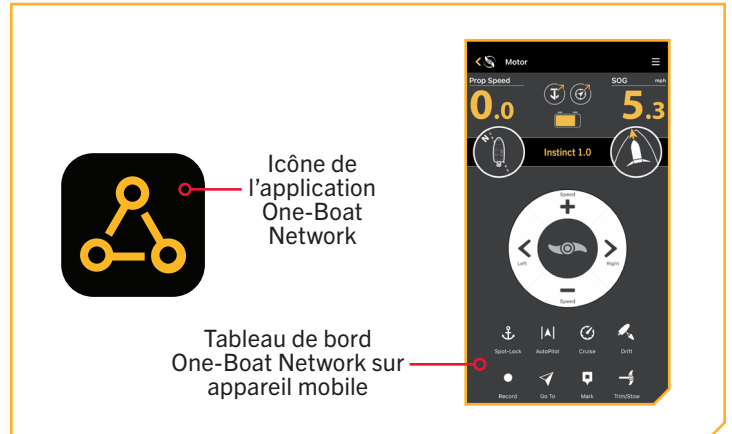 Motor
Prop Speed
SOG
mph
0.0
5.3
N
Instinct 1.0
Icône de
l'application
One-Boat
Network
Speed
Left
Right
Speed
Tableau de bord
One-Boat Network sur
appareil mobile
Spot-Lock AutoPilot Cruise Drift
Record Go To Mark Trim/Stow